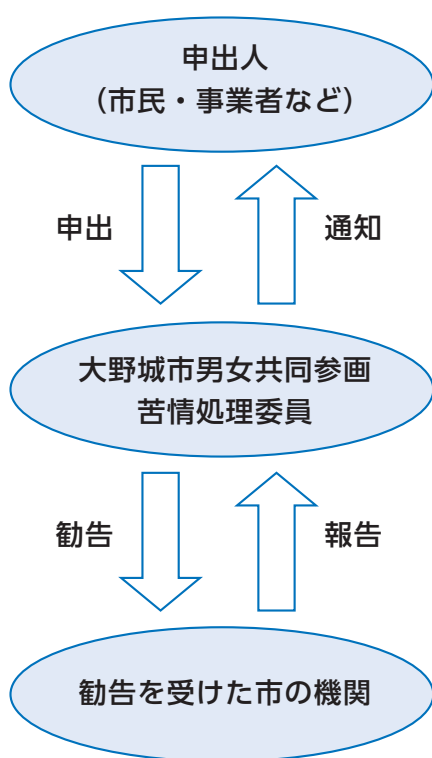 申出人
（市民・事業者など）
申出
通知
大野城市男女共同参画
苦情処理委員
勧告
報告
勧告を受けた市の機関